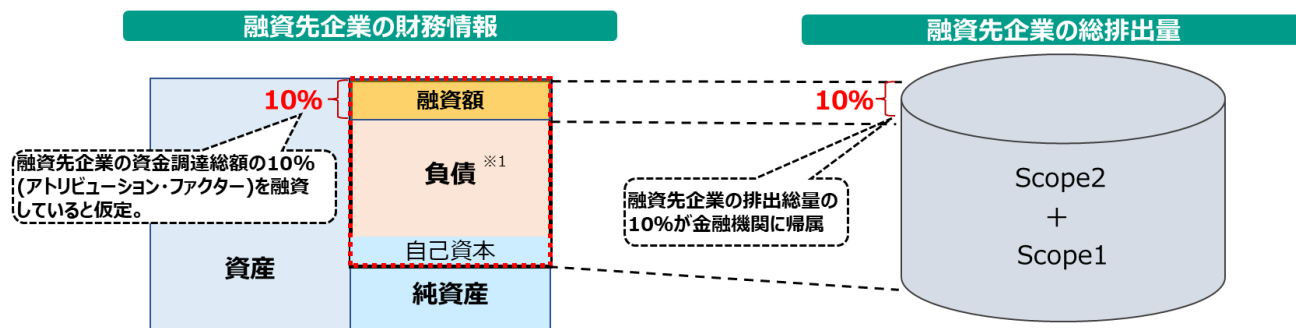 融資先企業の財務情報
融資先企業の総排出量
10%
融資額
負債 ※1
自己資本
資産
純資産
融資先企業の資金調達総額の10%
(アトリビューション・ファクター)を融資
していると仮定。
10%
融資先企業の排出総量の
10%が金融機関に帰属
Scope2
+
Scope1